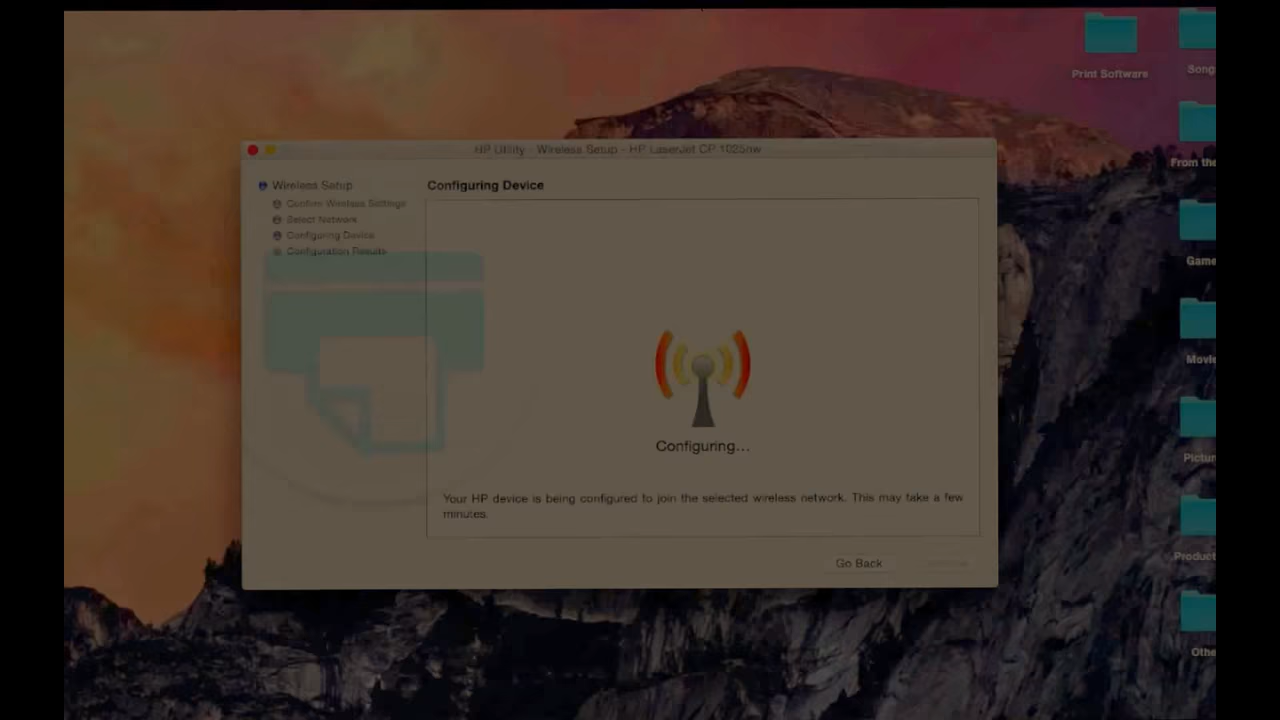 Print Software
Song
From the
HP Utility - Wireless Setup - HP LaserJet CP 1025nw
Wireless Setup
Configuring Device
Confirm Wireless Settings
Select Network
Configuring Device
Configuration Results
Game
Movie
Configuring...
Pictur
Your HP device is being configured to join the selected wireless network. This may take a few
minutes.
Product
Go Back
Othe